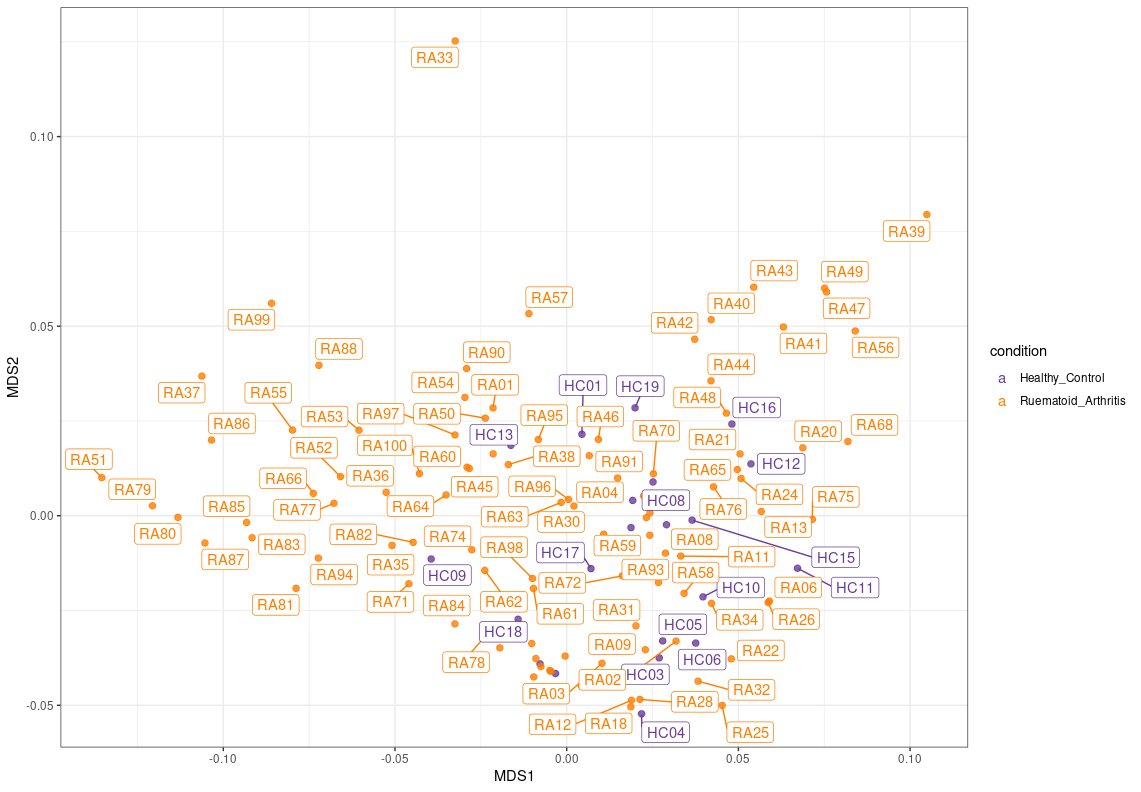 RA33
0.10
RA39
RA43
RA49
RA57
RA40
RA47
RA99
0.05
RA42
RA41
RA56
RA88
RA90
RA44
RA37
RA55
RA54
RA01
HC01
HC19
RA48
HC16
RA86
RA53
RA97
RA50
RA95
RA46
RA68
RA52
RA100
HC13
RA70
RA21
RA20
RA51
RA60
RA38
RA91
RA65
HC12
RA79
RA66
RA36
RA45
RA96
RA04
RA24
RA75
RA85
RA77
RA64
RA63
RA30
HC08
RA76
RA13
0.00
RA80
RA83
RA82
RA74
RA98
RA59
RA08
RA87
RA94
RA35
HC09
HC17
RA93
RA11
HC15
RA81
RA71
RA84
RA62
RA72
RA58
HC10
RA06
HC11
RA61
RA31
RA34
RA26
HC18
RA09
HC05
RA22
RA78
RA03
RA02
HC03
HC06
RA32
-0.05
RA12
RA18
RA28
HC04
RA25
-0.10
-0.05
0.00
0.05
0.10
MDS1
MDS2
condition
a Healthy_Control
a Ruematoid_Arthritis